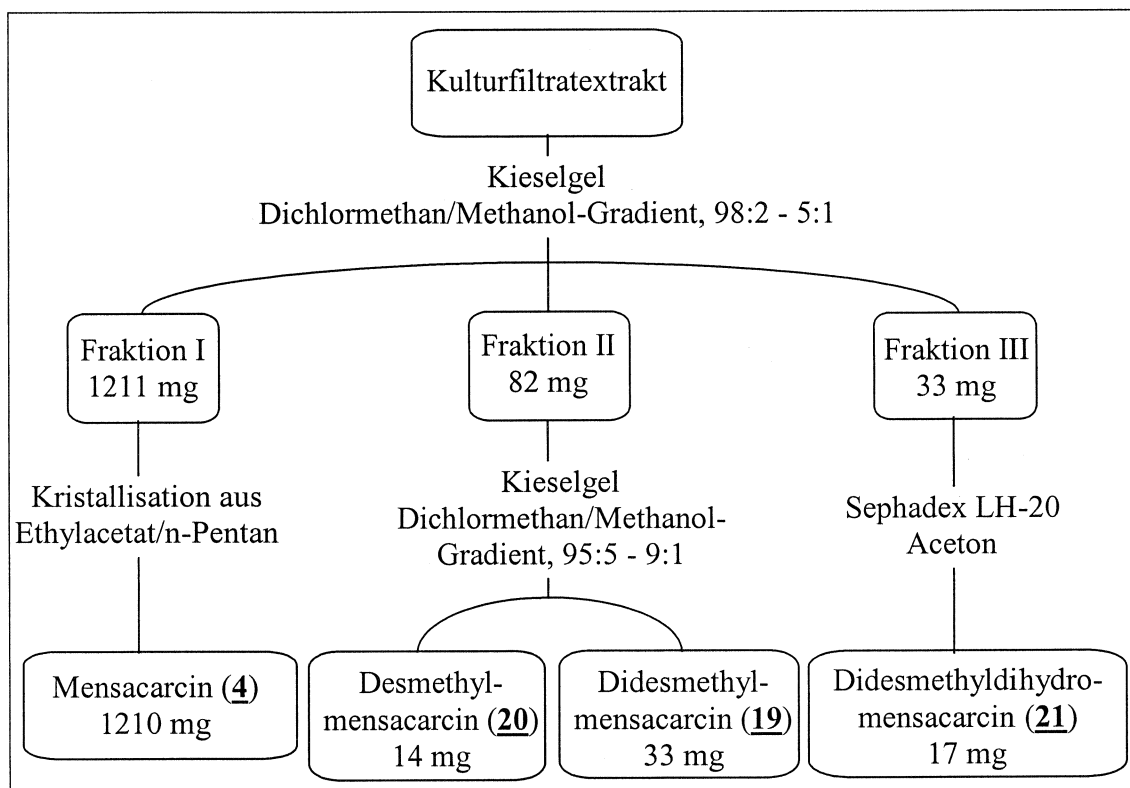 Kulturfiltratextrakt
Kieselgel
Dichlormethan/Methanol-Gradient, 98:2 - 5:1
Fraktion I
1211 mg
Fraktion II
82 mg
Fraktion III
33 mg
Kristallisation aus
Ethylacetat/n-Pentan
Kieselgel
Dichlormethan/Methanol-
Gradient, 95:5 - 9:1
Sephadex LH-20
Aceton
Mensacarcin (4)
1210 mg
Desmethyl-
mensacarcin (20)
14 mg
Didesmethyl-
mensacarcin (19)
33 mg
Didesmethyldihydro-
mensacarcin (21)
17 mg